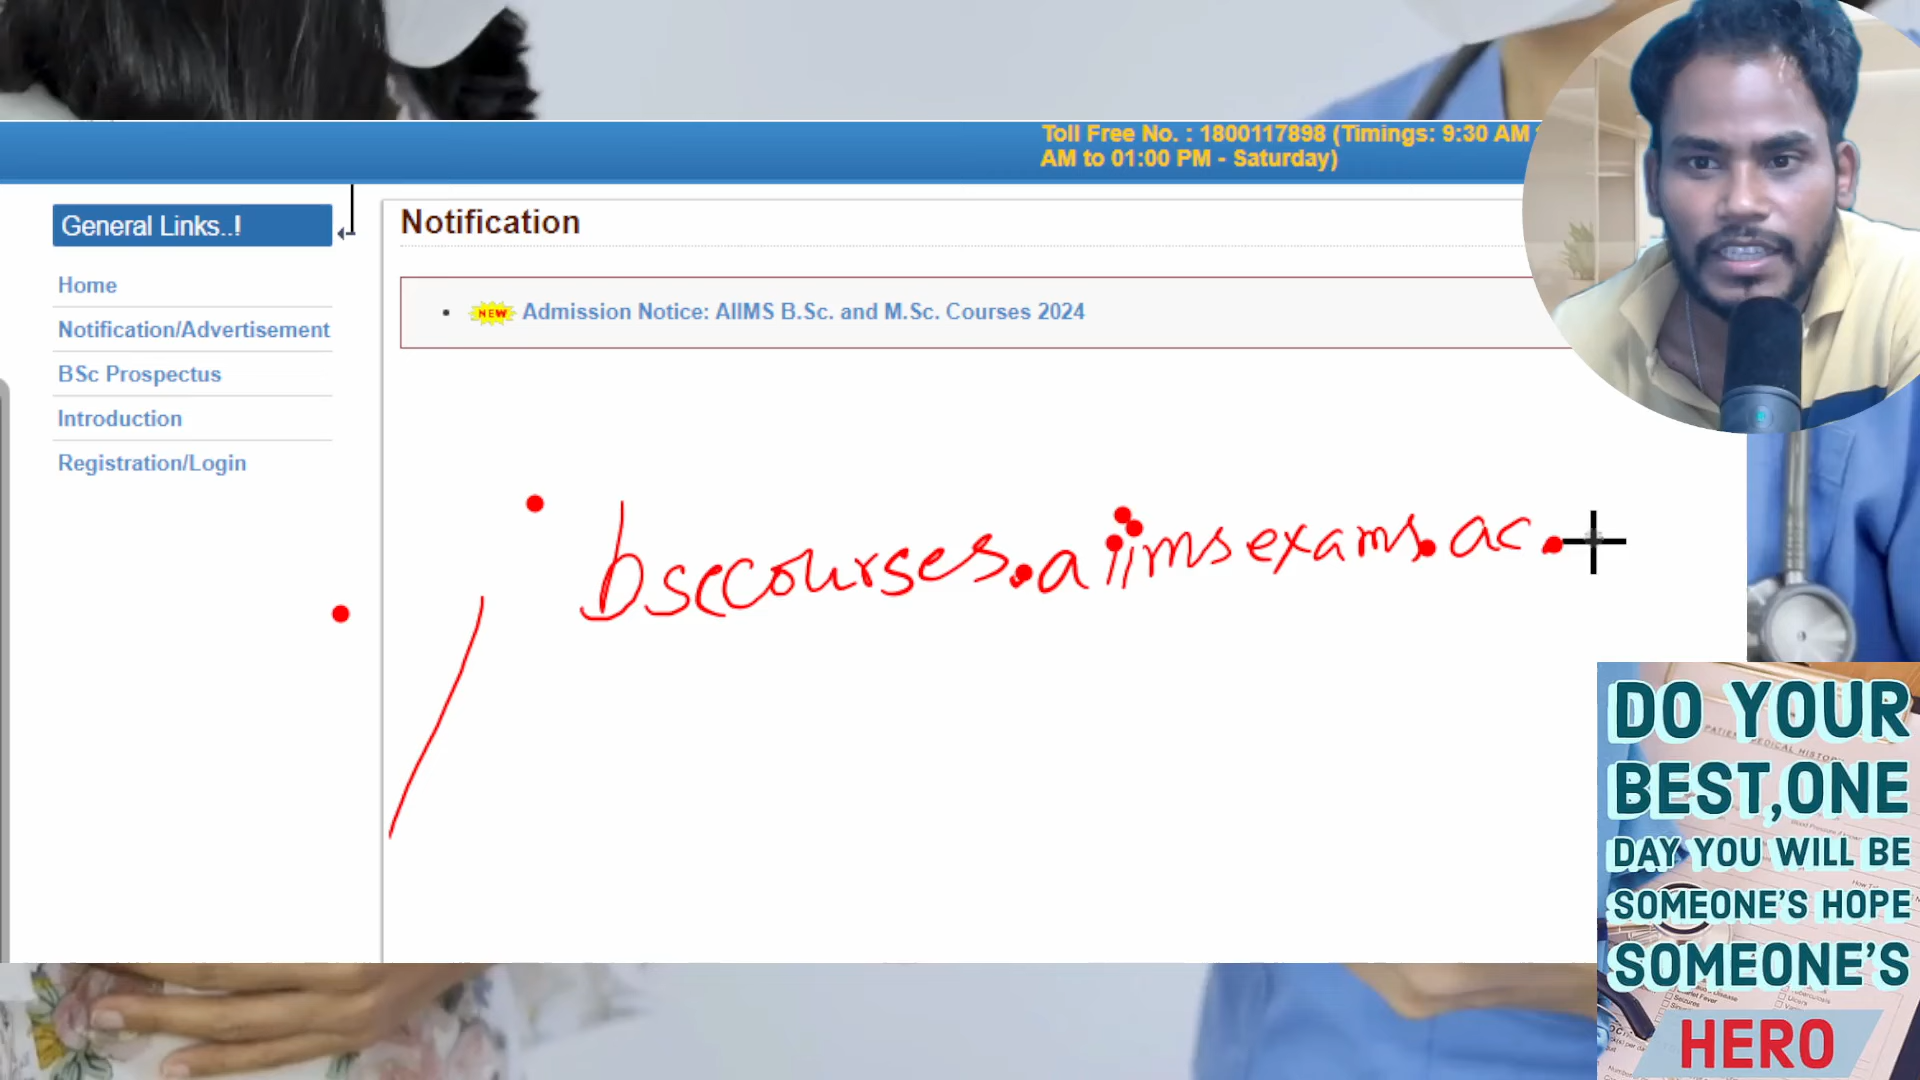 Toll Free No. : 1800117898 (Timings: 9:30 AM
AM to 01:00 PM - Saturday)
General Links..!
Home
Notification/Advertisement
BSc Prospectus
Introduction
Registration/Login
Notification
NEW Admission Notice: AIIMS B.Sc. and M.Sc. Courses 2024
bsccourses.aiimsexams.ac.
DO YOUR
BEST,ONE
DAY YOU WILL BE
SOMEONE'S HOPE
SOMEONE'S
HERO